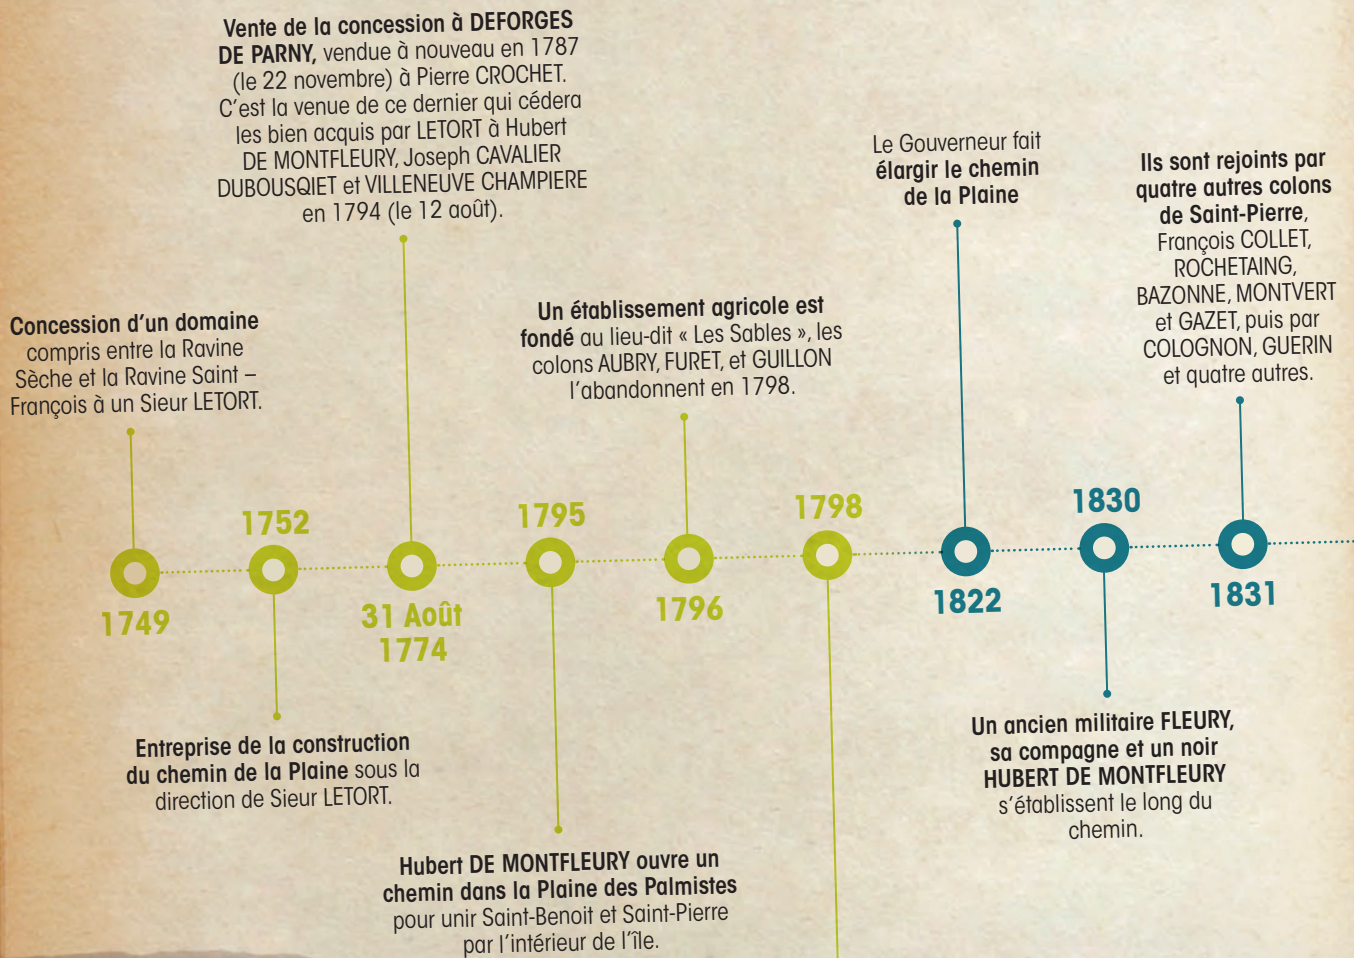 Vente de la concession à DEFORGES
DE PARNY, vendue à nouveau en 1787
(le 22 novembre) à Pierre CROCHET.
C'est la venue de ce dernier qui cédera
les bien acquis par LETORT à Hubert
DE MONTFLEURY, Joseph CAVALIER
DUBOUSQIET et VILLENEUVE CHAMPIERE
en 1794 (le 12 août).
Le Gouverneur fait
élargir le chemin
de la Plaine
Ils sont rejoints par
quatre autres colons
de Saint-Pierre,
François COLLET,
ROCHETAING,
BAZONNE, MONTVERT
et GAZET, puis par
COLOGNON, GUERIN
et quatre autres.
Concession d'un domaine
compris entre la Ravine
Sèche et la Ravine Saint –
François à un Sieur LETORT.
Un établissement agricole est
fondé au lieu-dit « Les Sables », les
colons AUBRY, FURET, et GUILLON
l'abandonnent en 1798.
1749
1752
31 Août
1774
1795
1796
1798
1822
1830
1831
Entreprise de la construction
du chemin de la Plaine sous la
direction de Sieur LETORT.
Hubert DE MONTFLEURY ouvre un
chemin dans la Plaine des Palmistes
pour unir Saint-Benoit et Saint-Pierre
par l'intérieur de l'île.
Un ancien militaire FLEURY,
sa compagne et un noir
HUBERT DE MONTFLEURY
s'établissent le long du
chemin.